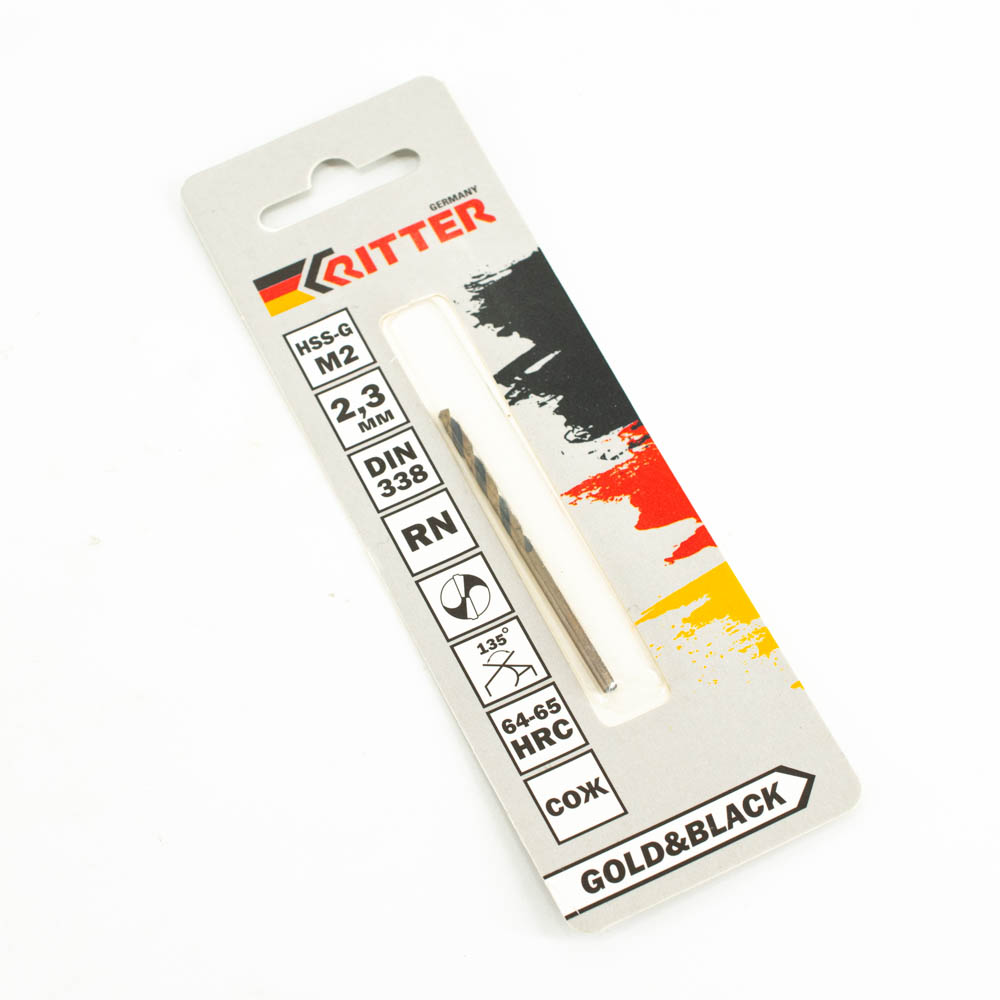 GERMANY
RITTER
HSS-G
M2
2,3
мм
DIN
338
RN
135°
64-65
HRC
СОЖ
GOLD&BLACK